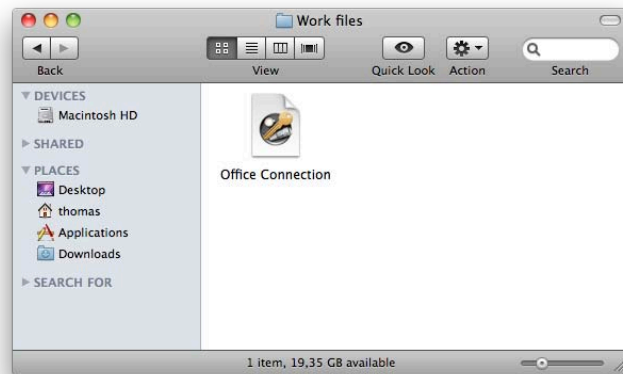 Work files
Back
View
Quick Look
Action
Search
DEVICES
Macintosh HD
SHARED
PLACES
Desktop
thomas
Applications
Downloads
SEARCH FOR
Office Connection
1 item, 19,35 GB available